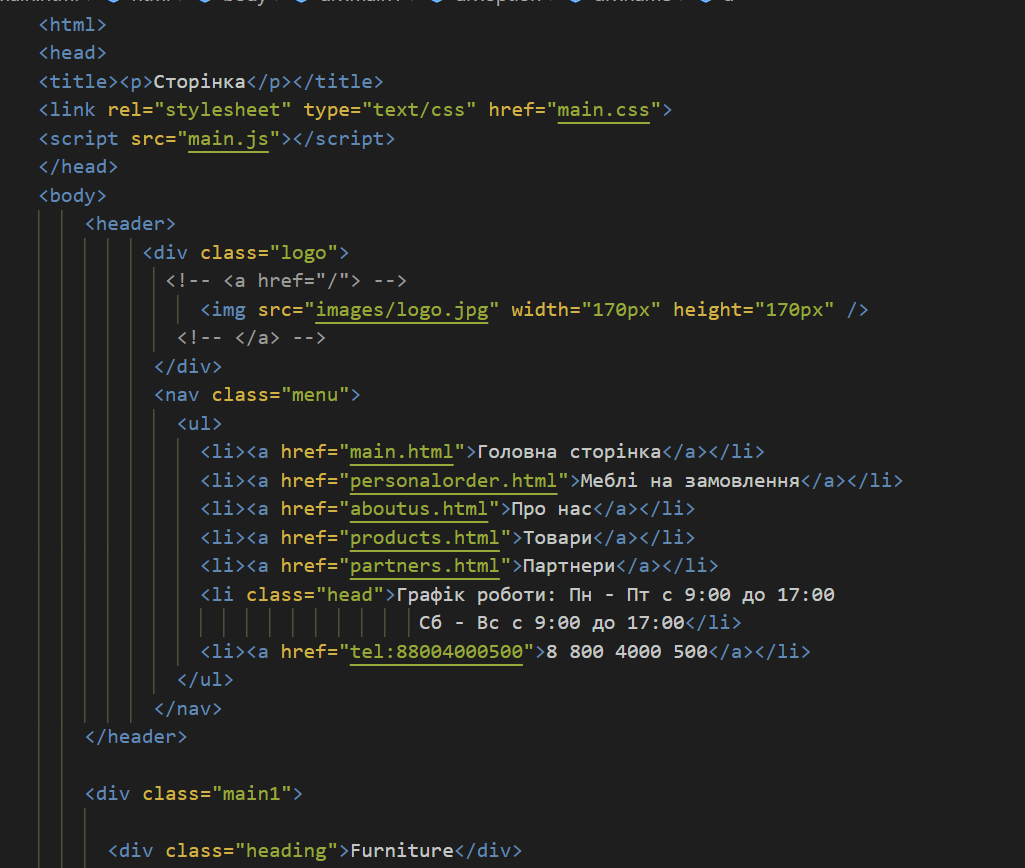 <html>
<head>
<title><p>Сторінка</p></title>
<link rel="stylesheet" type="text/css" href="main.css">
<script src="main.js"></script>
</head>
<body>
<header>
<div class="logo">
<!-- <a href="/"> -->
<img src="images/logo.jpg" width="170px" height="170px" />
<!-- </a> -->
</div>
<nav class="menu">
<ul>
<li><a href="main.html">Головна сторінка</a></li>
<li><a href="personalorder.html">Меблі на замовлення</a></li>
<li><a href="aboutus.html">Про нас</a></li>
<li><a href="products.html">Товари</a></li>
<li><a href="partners.html">Партнери</a></li>
<li class="head">Графік роботи: Пн - Пт с 9:00 до 17:00
Сб - Вс с 9:00 до 17:00</li>
<li><a href="tel:88004000500">8 800 4000 500</a></li>
</ul>
</nav>
</header>
<div class="main1">
<div class="heading">Furniture</div>